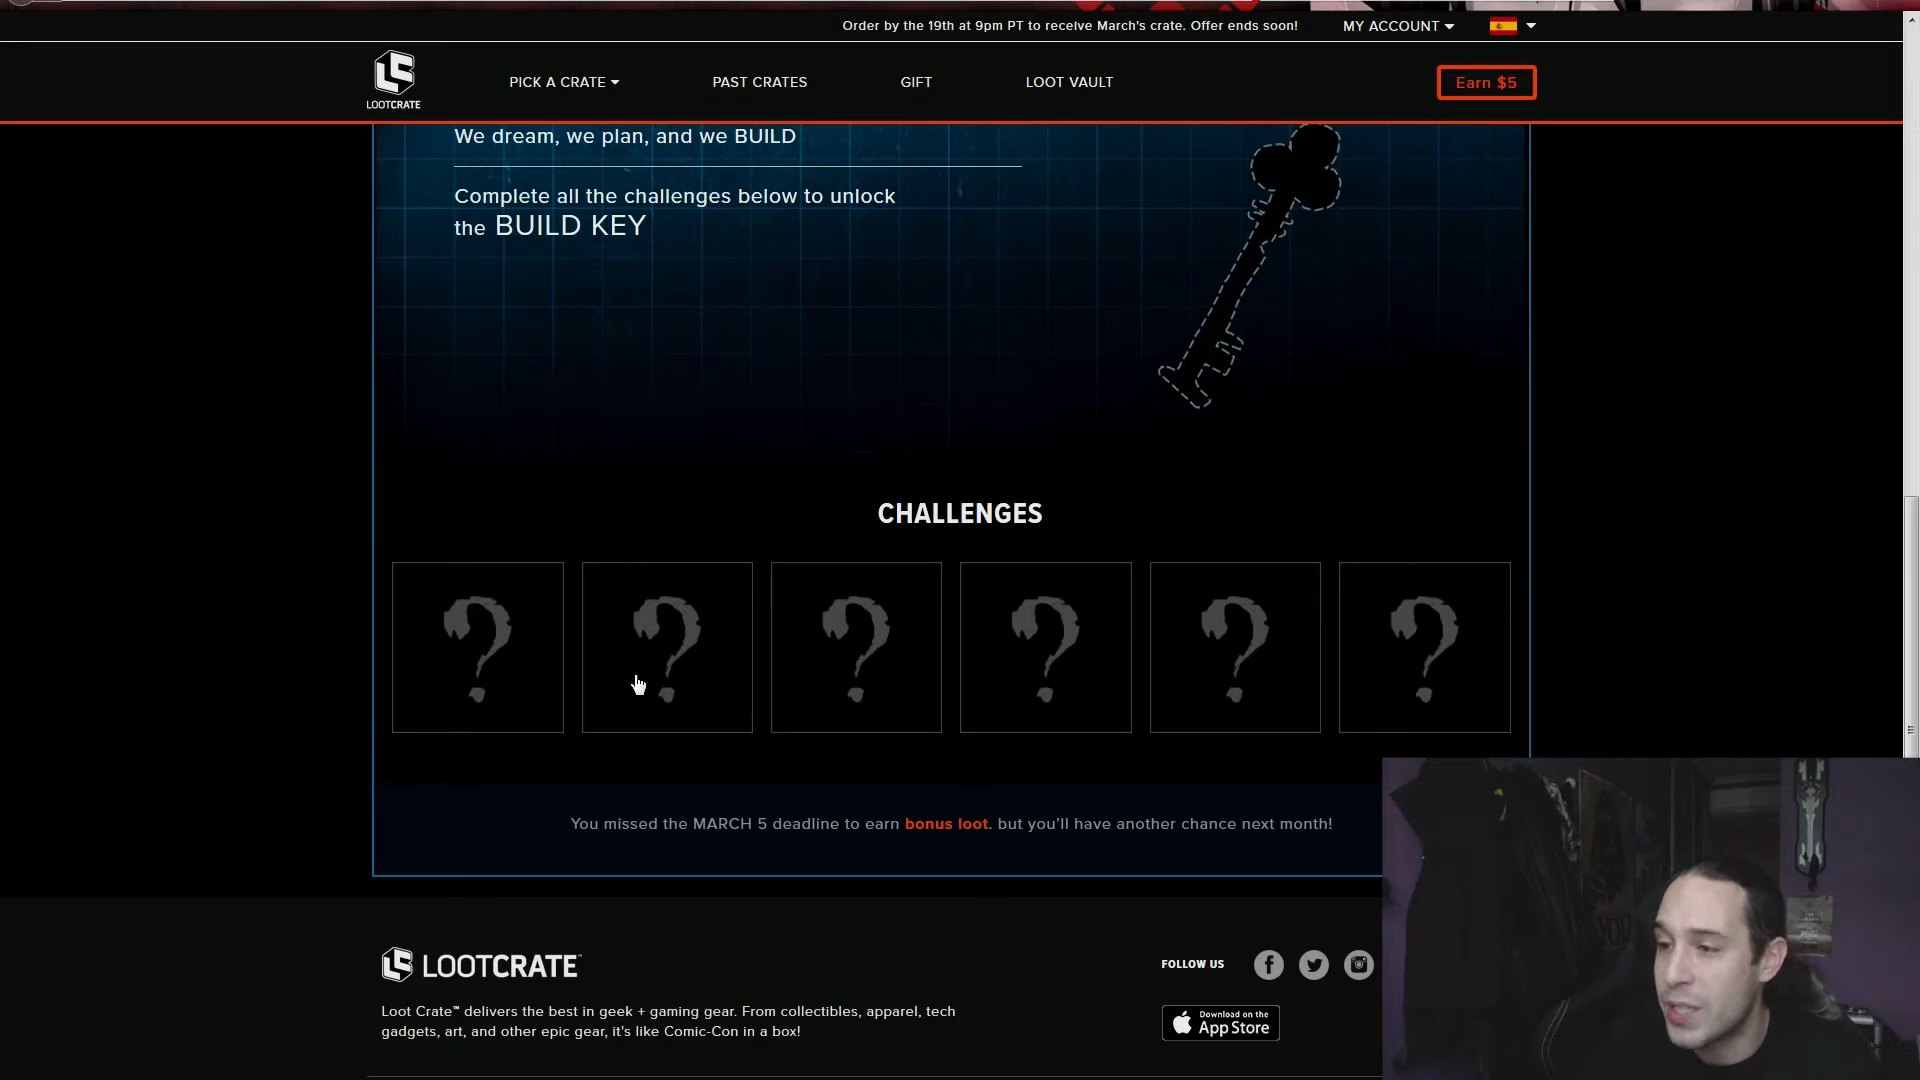 Order by the 19th at 9pm PT to receive March's crate. Offer ends soon!
MY ACCOUNT
LOOTCRATE
PICK A CRATE
PAST CRATES
GIFT
LOOT VAULT
Earn $5
We dream, we plan, and we BUILD
Complete all the challenges below to unlock
the BUILD KEY
CHALLENGES
? ? ? ? ? ?
You missed the MARCH 5 deadline to earn bonus loot. but you'll have another chance next month!
LOOTCRATE™
FOLLOW US
Loot Crate™ delivers the best in geek + gaming gear. From collectibles, apparel, tech
gadgets, art, and other epic gear, it's like Comic-Con in a box!
Download on the
App Store